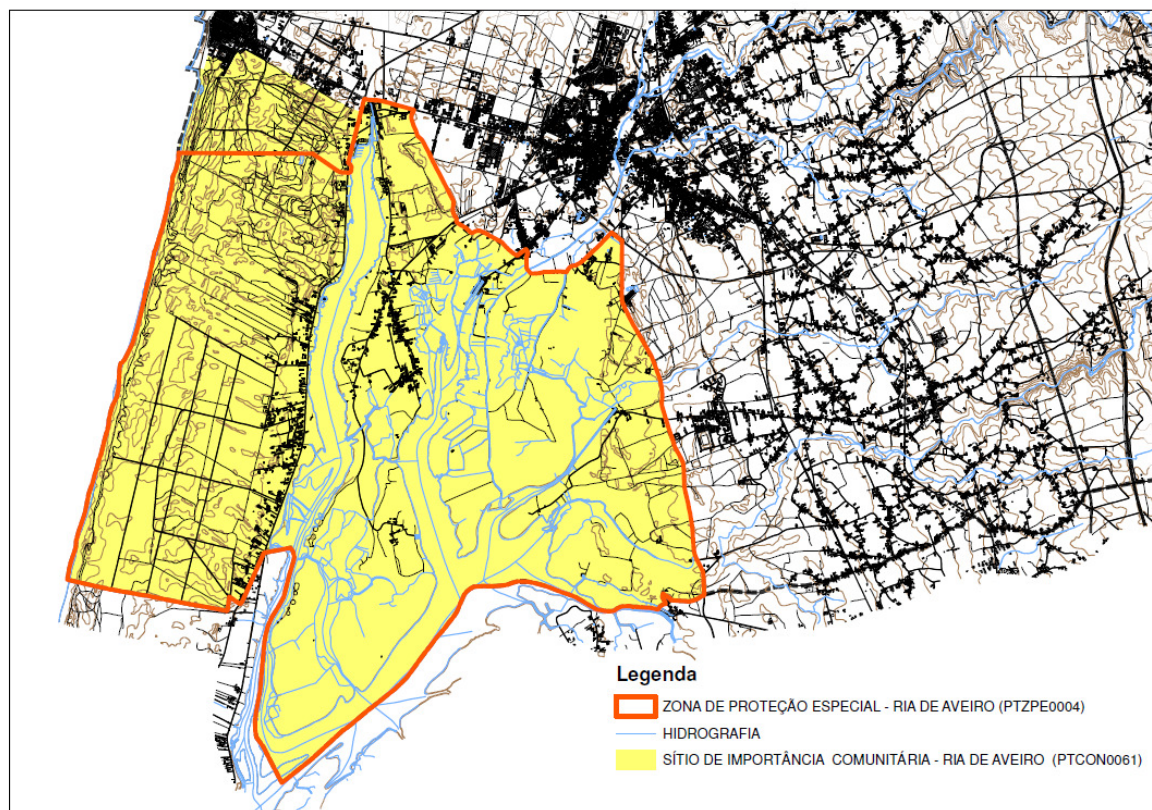 Legenda
ZONA DE PROTEÇÃO ESPECIAL - RIA DE AVEIRO (PTZPE0004)
HIDROGRAFIA
SÍTIO DE IMPORTÂNCIA COMUNITÁRIA - RIA DE AVEIRO (PTCON0061)